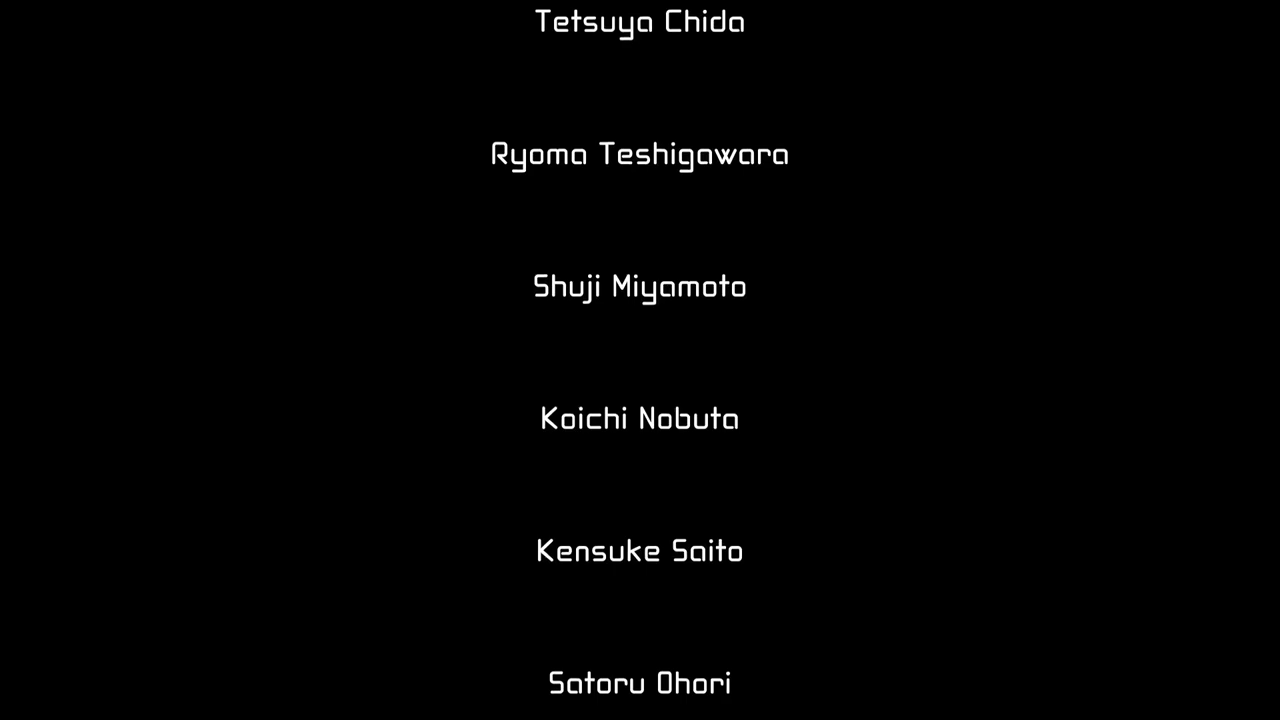 Tetsuya Chida
Ryoma Teshigawara
Shuji Miyamoto
Koichi Nobuta
Kensuke Saito
Satoru Ohori